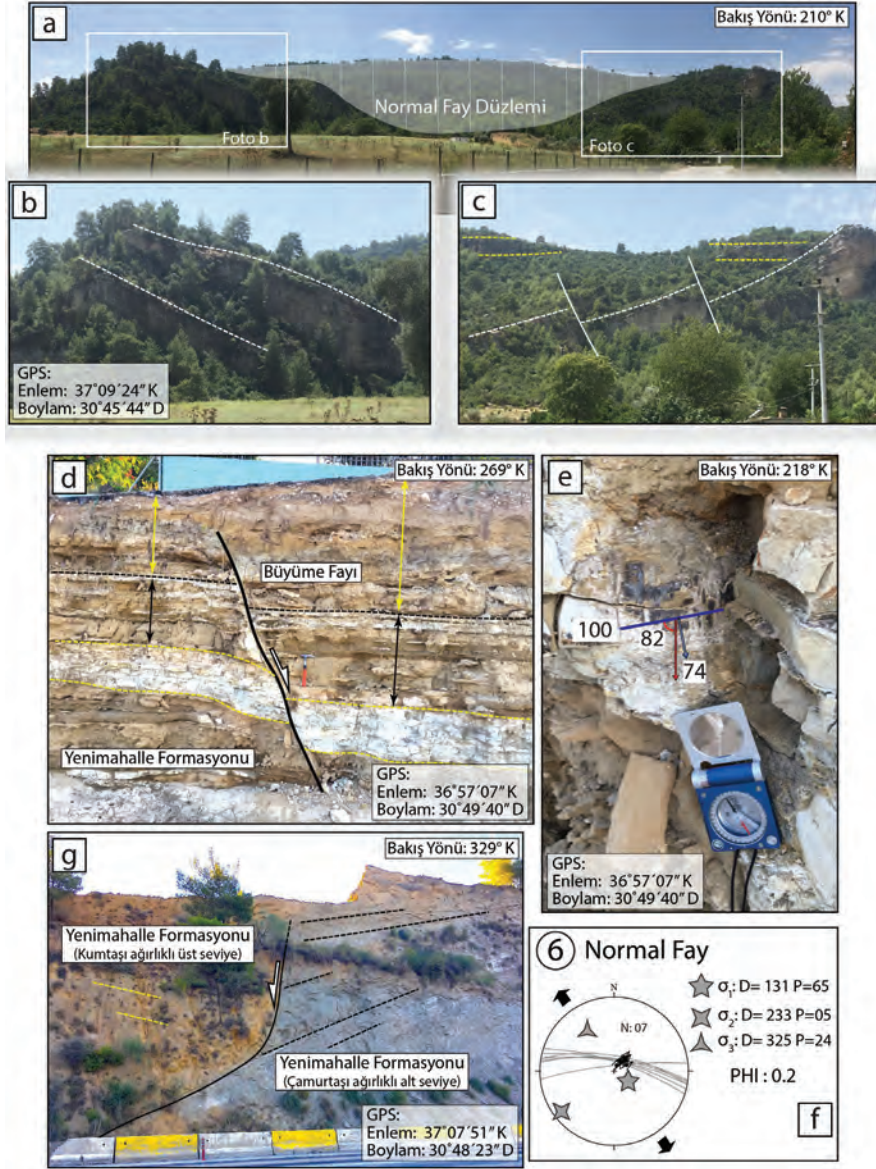 a
Bakış Yönü: 210° K
Normal Fay Düzlemi
Foto b
Foto c
b
GPS:
Enlem: 37°09´24˝ K
Boylam: 30°45´44˝ D
c
d
Bakış Yönü: 269° K
Büyüme Fayı
Yenimahalle Formasyonu
GPS:
Enlem: 36°57´07˝ K
Boylam: 30°49´40˝ D
e
Bakış Yönü: 218° K
100
82
74
GPS:
Enlem: 36°57´07˝ K
Boylam: 30°49´40˝ D
g
Bakış Yönü: 329° K
Yenimahalle Formasyonu
(Kumtaşı ağırlıklı üst seviye)
Yenimahalle Formasyonu
(Çamurtaşı ağırlıklı alt seviye)
GPS:
Enlem: 37°07´51˝ K
Boylam: 30°48´23˝ D
6 Normal Fay
N
N: 07
σ1: D= 131 P=65
σ2: D= 233 P=05
σ3: D= 325 P=24
PHI : 0.2
f